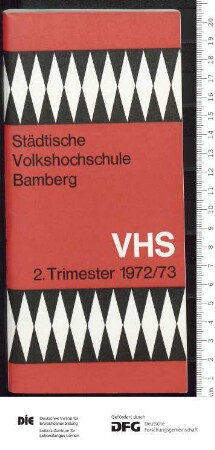 Städtische
Volkshochschule
Bamberg
VHS
2. Trimester 1972/73
DIE Deutsches Institut für
Erwachsenenbildung
Leibniz-Zentrum für
Lebenslanges Lernen
Gefördert durch
DFG Deutsche
Forschungsgemeinschaft